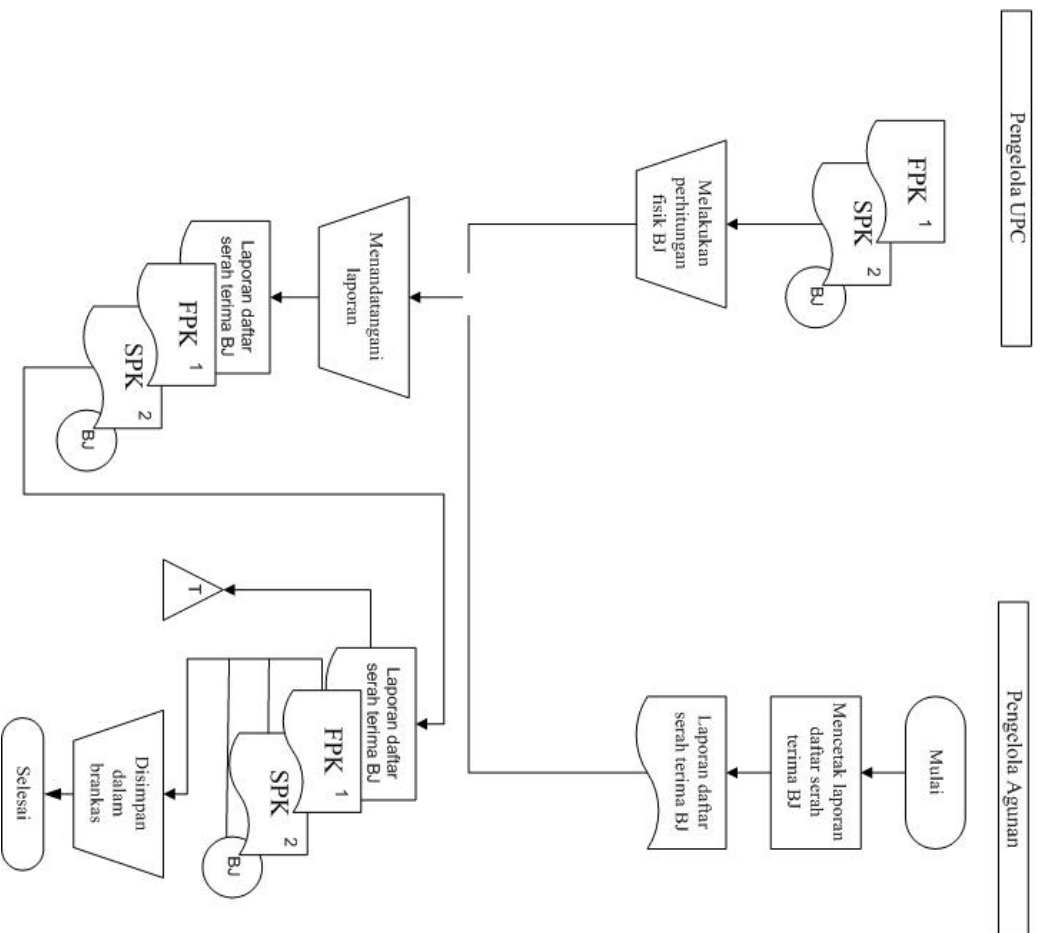 Pengelola UPC
Pengelola Agunan
FPK
1
SPK
2
BJ
Melakukan
perhitungan
fisik BJ
Mulai
Mencetak laporan
daftar serah
terima BJ
Laporan daftar
serah terima BJ
Menandatangani
laporan
Laporan daftar
serah terima BJ
FPK
1
SPK
2
BJ
Laporan daftar
serah terima BJ
FPK
1
SPK
2
BJ
T
Disimpan
dalam
brankas
Selesai